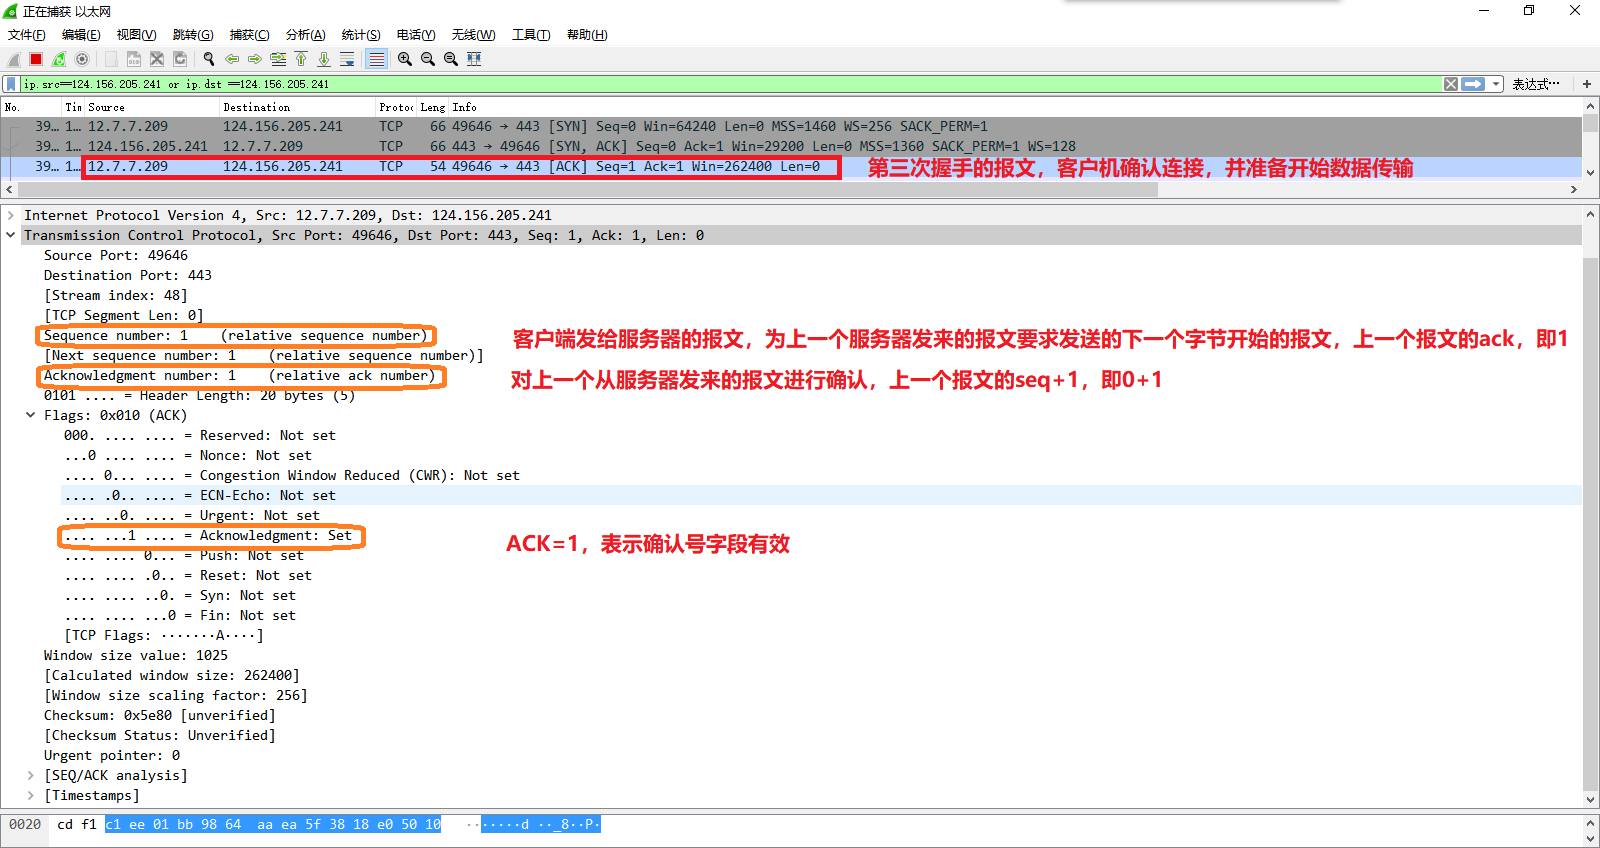 正在捕获 以太网
文件(F) 编辑(E) 视图(V) 跳转(G) 捕获(C) 分析(A) 统计(S) 电话(Y) 无线(W) 工具(T) 帮助(H)
ip.src==124.156.205.241 or ip.dst ==124.156.205.241 表达式… +
No. Tin Source Destination Protoc Leng Info
39… 1… 12.7.7.209 124.156.205.241 TCP 66 49646 → 443 [SYN] Seq=0 Win=64240 Len=0 MSS=1460 WS=256 SACK_PERM=1
39… 1… 124.156.205.241 12.7.7.209 TCP 66 443 → 49646 [SYN, ACK] Seq=0 Ack=1 Win=29200 Len=0 MSS=1360 SACK_PERM=1 WS=128
39… 1… 12.7.7.209 124.156.205.241 TCP 54 49646 → 443 [ACK] Seq=1 Ack=1 Win=262400 Len=0 第三次握手的报文，客户机确认连接，并准备开始数据传输
Internet Protocol Version 4, Src: 12.7.7.209, Dst: 124.156.205.241
Transmission Control Protocol, Src Port: 49646, Dst Port: 443, Seq: 1, Ack: 1, Len: 0
Source Port: 49646
Destination Port: 443
[Stream index: 48]
[TCP Segment Len: 0]
Sequence number: 1 (relative sequence number) 客户端发给服务器的报文，为上一个服务器发来的报文要求发送的下一个字节开始的报文，上一个报文的ack，即1
[Next sequence number: 1 (relative sequence number)]
Acknowledgment number: 1 (relative ack number) 对上一个从服务器发来的报文进行确认，上一个报文的seq+1，即0+1
0101 .... = Header Length: 20 bytes (5)
Flags: 0x010 (ACK)
000. .... .... = Reserved: Not set
...0 .... .... = Nonce: Not set
.... 0... .... = Congestion Window Reduced (CWR): Not set
.... .0.. .... = ECN-Echo: Not set
.... ..0. .... = Urgent: Not set
.... ...1 .... = Acknowledgment: Set ACK=1，表示确认号字段有效
.... .... 0... = Push: Not set
.... .... .0.. = Reset: Not set
.... .... ..0. = Syn: Not set
.... .... ...0 = Fin: Not set
[TCP Flags: ·······A····]
Window size value: 1025
[Calculated window size: 262400]
[Window size scaling factor: 256]
Checksum: 0x5e80 [unverified]
[Checksum Status: Unverified]
Urgent pointer: 0
[SEQ/ACK analysis]
[Timestamps]
0020 cd f1 c1 ee 01 bb 98 64 aa ea 5f 38 18 e0 50 10 ·······d ··_8··P·